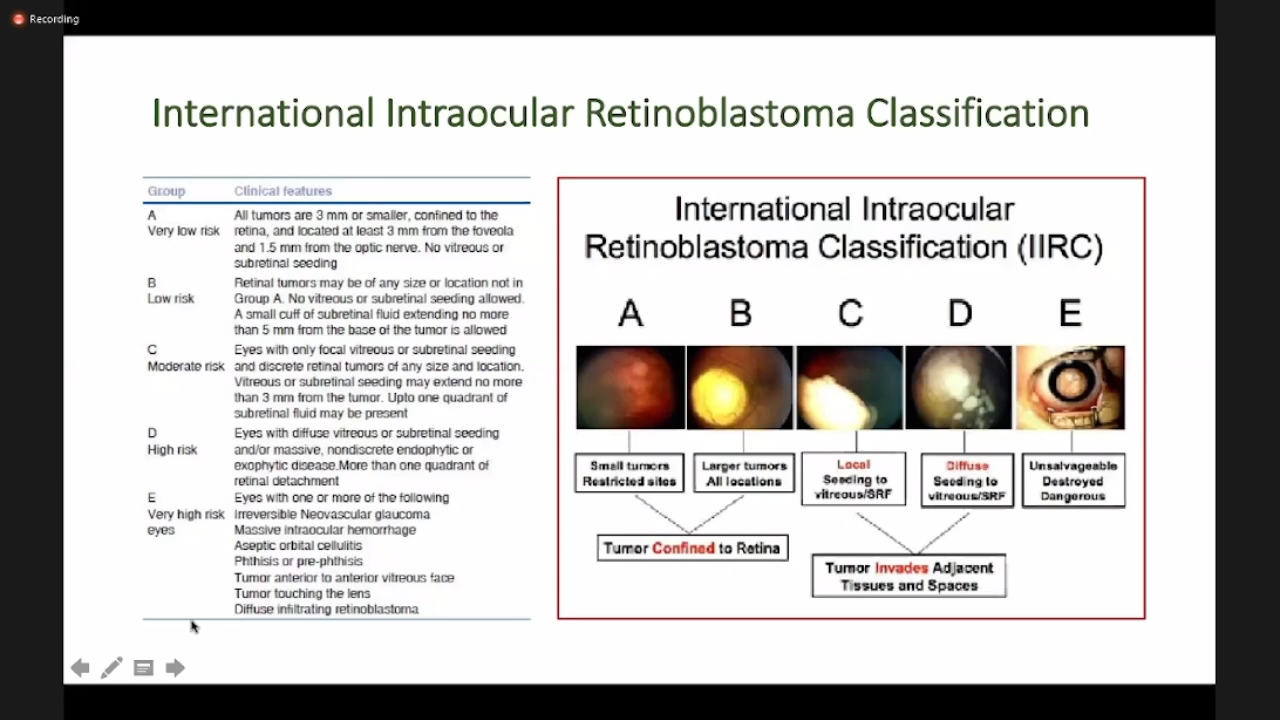 Recording
International Intraocular Retinoblastoma Classification
Group Clinical features
A All tumors are 3 mm or smaller, confined to the
Very low risk retina, and located at least 3 mm from the foveola
and 1.5 mm from the optic nerve. No vitreous or
subretinal seeding
B Retinal tumors may be of any size or location not in
Low risk Group A. No vitreous or subretinal seeding allowed.
A small cuff of subretinal fluid extending no more
than 5 mm from the base of the tumor is allowed
C Eyes with only focal vitreous or subretinal seeding
Moderate risk and discrete retinal tumors of any size and location.
Vitreous or subretinal seeding may extend no more
than 3 mm from the tumor. Upto one quadrant of
subretinal fluid may be present
D Eyes with diffuse vitreous or subretinal seeding
High risk and/or massive, nondiscrete endophytic or
exophytic disease.More than one quadrant of
retinal detachment
E Eyes with one or more of the following
Very high risk Irreversible Neovascular glaucoma
eyes Massive intraocular hemorrhage
Aseptic orbital cellulitis
Phthisis or pre-phthisis
Tumor anterior to anterior vitreous face
Tumor touching the lens
Diffuse infiltrating retinoblastoma
International Intraocular
Retinoblastoma Classification (IIRC)
A B C D E
Small tumors
Restricted sites
Larger tumors
All locations
Local
Seeding to
vitreous/SRF
Diffuse
Seeding to
vitreous/SRF
Unsalvageable
Destroyed
Dangerous
Tumor Confined to Retina
Tumor Invades Adjacent
Tissues and Spaces